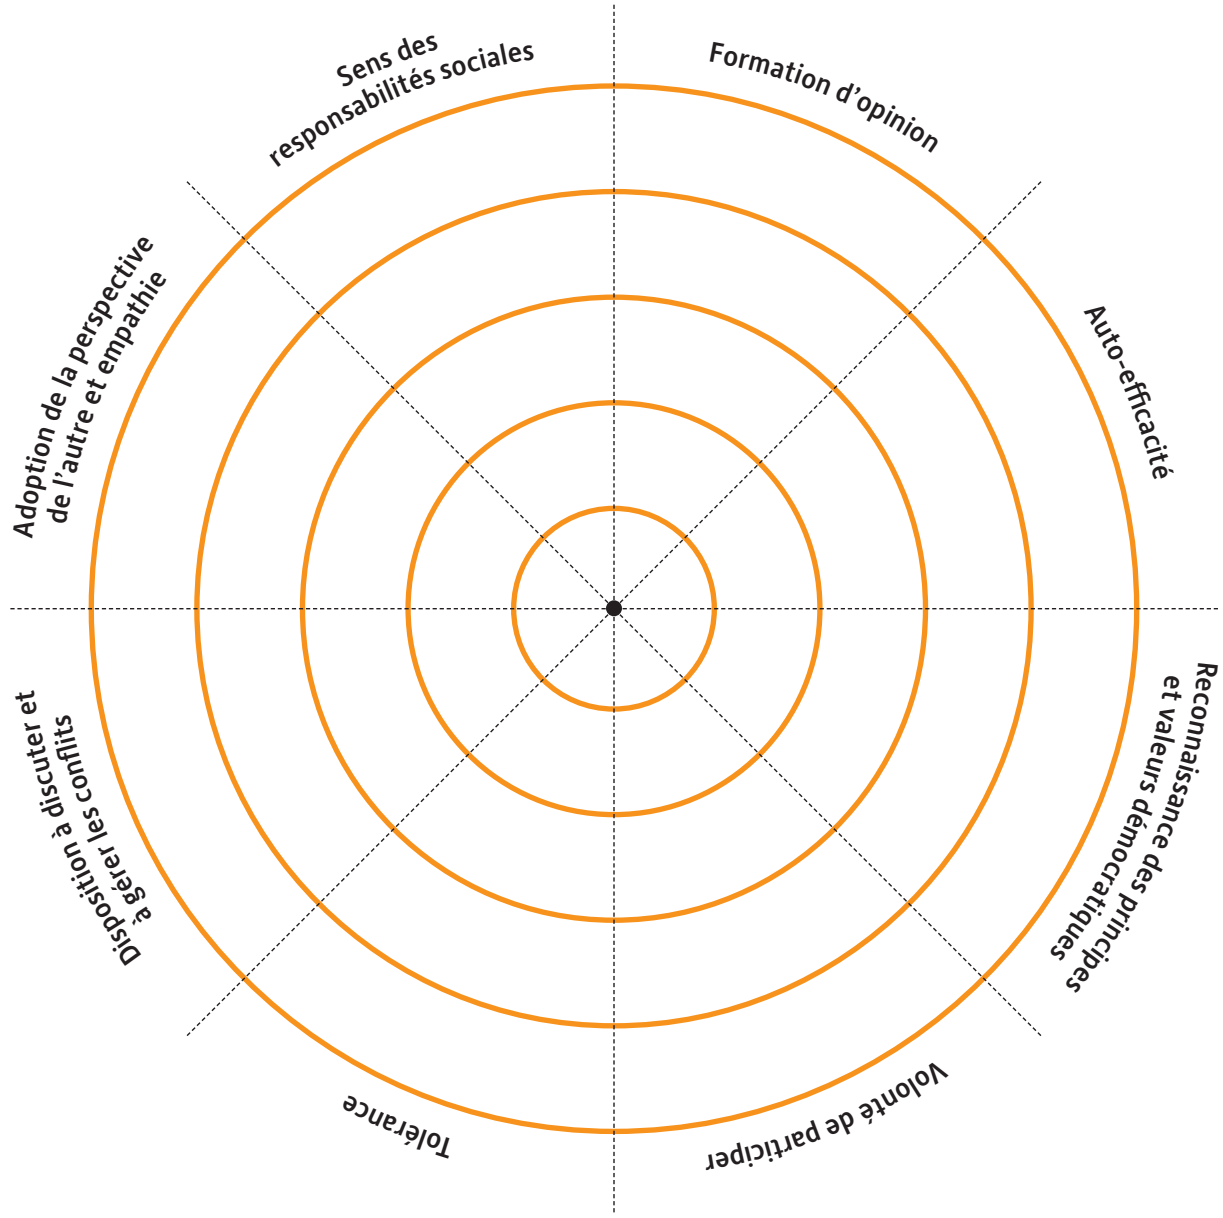 Sens des
responsabilités sociales
Formation d’opinion
Auto-efficacité
Reconnaissance des principes
et valeurs démocratiques
Volonté de participer
Tolérance
Disposition à discuter et
à gérer les conflits
Adoption de la perspective
de l’autre et empathie